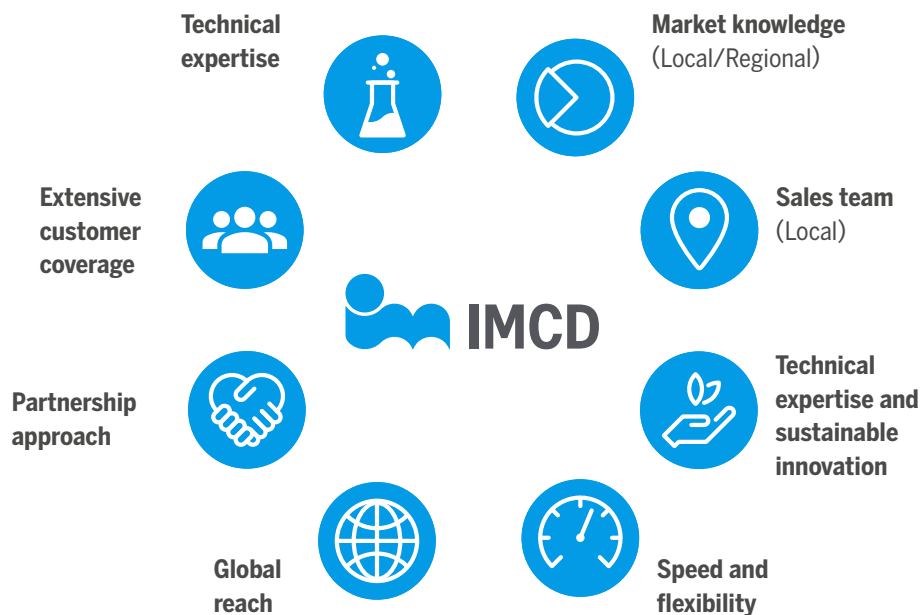 Technical
expertise
Market knowledge
(Local/Regional)
Extensive
customer
coverage
Sales team
(Local)
IMCD
Partnership
approach
Technical
expertise and
sustainable
innovation
Global
reach
Speed and
flexibility